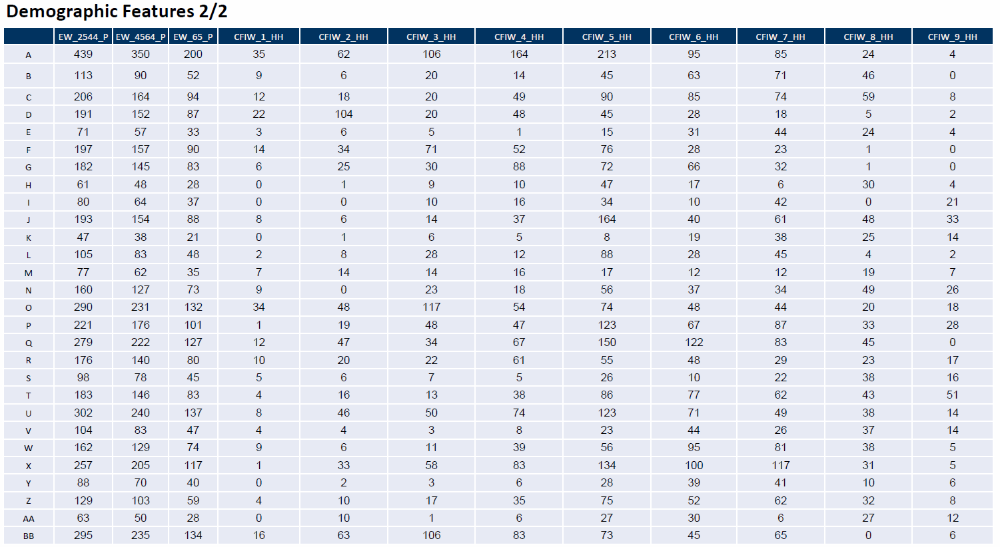 Demographic Features 2/2
EW_2544_P EW_4564_P EW_65_P CFIW_1_HH CFIW_2_HH CFIW_3_HH CFIW_4_HH CFIW_5_HH CFIW_6_HH CFIW_7_HH CFIW_8_HH CFIW_9_HH
A 439 350 200 35 62 106 164 213 95 85 24 4
B 113 90 52 9 6 20 14 45 63 71 46 0
C 206 164 94 12 18 20 49 90 85 74 59 8
D 191 152 87 22 104 20 48 45 28 18 5 2
E 71 57 33 3 6 5 1 15 31 44 24 4
F 197 157 90 14 34 71 52 76 28 23 1 0
G 182 145 83 6 25 30 88 72 66 32 1 0
H 61 48 28 0 1 9 10 47 17 6 30 4
I 80 64 37 0 0 10 16 34 10 42 0 21
J 193 154 88 8 6 14 37 164 40 61 48 33
K 47 38 21 0 1 6 5 8 19 38 25 14
L 105 83 48 2 8 28 12 88 28 45 4 2
M 77 62 35 7 14 14 16 17 12 12 19 7
N 160 127 73 9 0 23 18 56 37 34 49 26
O 290 231 132 34 48 117 54 74 48 44 20 18
P 221 176 101 1 19 48 47 123 67 87 33 28
Q 279 222 127 12 47 34 67 150 122 83 45 0
R 176 140 80 10 20 22 61 55 48 29 23 17
S 98 78 45 5 6 7 5 26 10 22 38 16
T 183 146 83 4 16 13 38 86 77 62 43 51
U 302 240 137 8 46 50 74 123 71 49 38 14
V 104 83 47 4 4 3 8 23 44 26 37 14
W 162 129 74 9 6 11 39 56 95 81 38 5
X 257 205 117 1 33 58 83 134 100 117 31 5
Y 88 70 40 0 2 3 6 28 39 41 10 6
Z 129 103 59 4 10 17 35 75 52 62 32 8
AA 63 50 28 0 10 1 6 27 30 6 27 12
BB 295 235 134 16 63 106 83 73 45 65 0 6